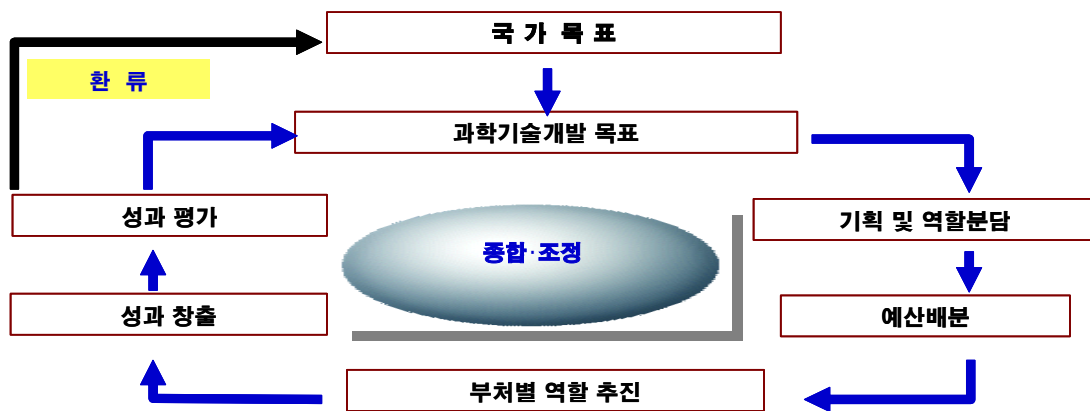 국 가 목 표
환 류
과학기술개발 목표
성과 평가
기획 및 역할분담
종합·조정
성과 창출
예산배분
부처별 역할 추진